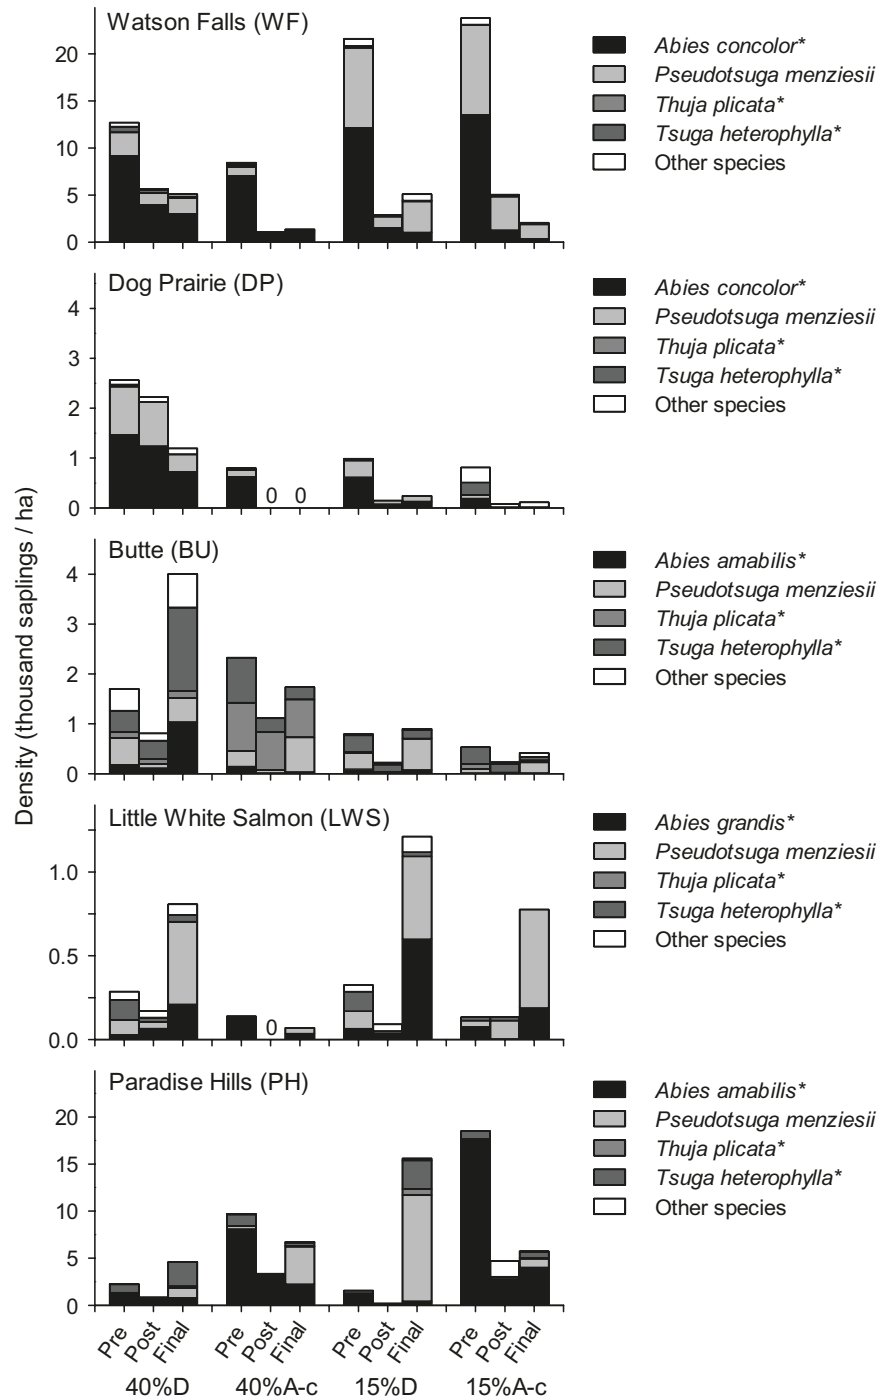 Watson Falls (WF)
20
15
10
5
0
Abies concolor*
Pseudotsuga menziesii
Thuja plicata*
Tsuga heterophylla*
Other species
Dog Prairie (DP)
4
3
2
1
0
0 0
Abies concolor*
Pseudotsuga menziesii
Thuja plicata*
Tsuga heterophylla*
Other species
Density (thousand saplings / ha)
Butte (BU)
4
3
2
1
0
Abies amabilis*
Pseudotsuga menziesii
Thuja plicata*
Tsuga heterophylla*
Other species
Little White Salmon (LWS)
1.0
0.5
0.0
0
Abies grandis*
Pseudotsuga menziesii
Thuja plicata*
Tsuga heterophylla*
Other species
Paradise Hills (PH)
20
15
10
5
0
Abies amabilis*
Pseudotsuga menziesii
Thuja plicata*
Tsuga heterophylla*
Other species
Pre Post Final Pre Post Final Pre Post Final Pre Post Final
40%D 40%A-c 15%D 15%A-c